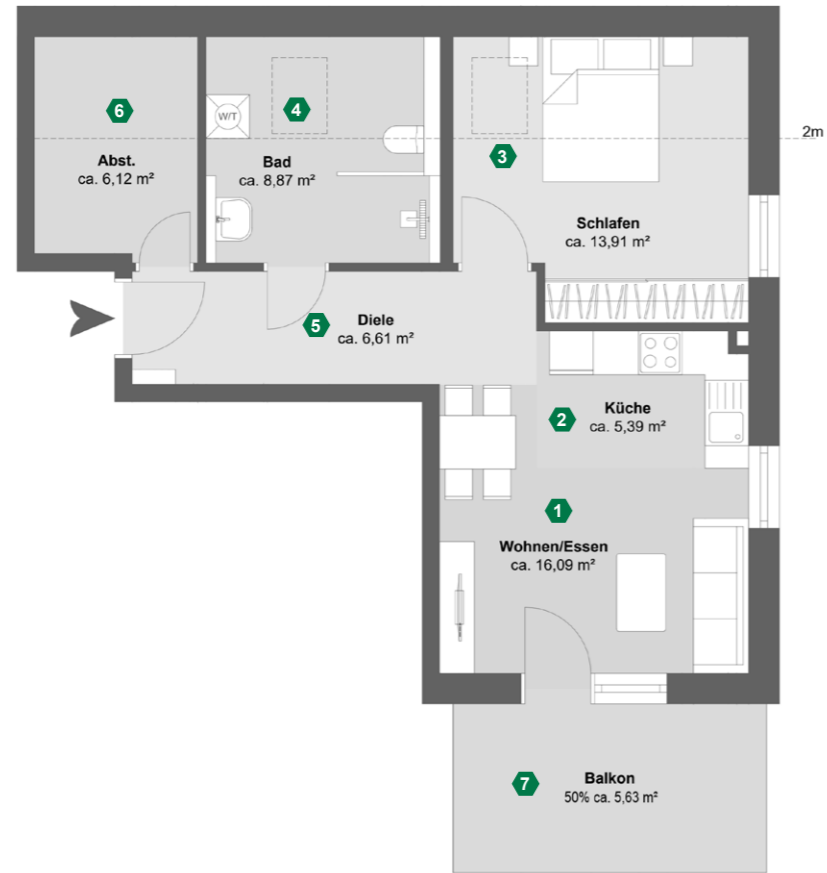 6
4
W/T
2m
3
Abst.
ca. 6,12 m²
Bad
ca. 8,87 m²
Schlafen
ca. 13,91 m²
5
Diele
ca. 6,61 m²
2
Küche
ca. 5,39 m²
1
Wohnen/Essen
ca. 16,09 m²
7
Balkon
50% ca. 5,63 m²